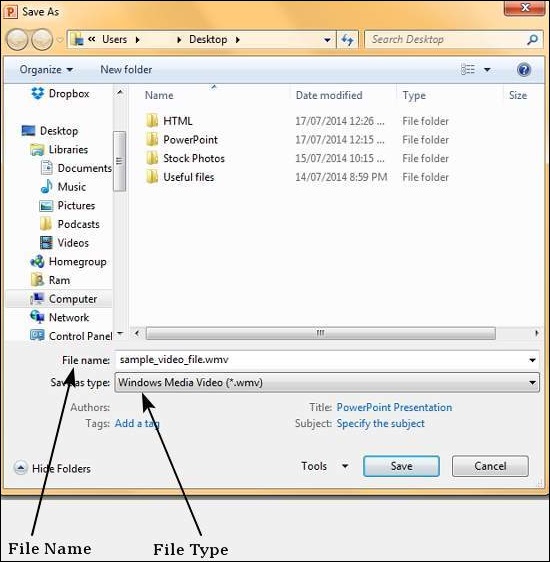 Save As
« Users ▸ Desktop ▸ Search Desktop
Organize ▾ New folder
Dropbox
Desktop
Libraries
Documents
Music
Pictures
Podcasts
Videos
Homegroup
Ram
Computer
Network
Control Panel
Name Date modified Type Size
HTML 17/07/2014 12:26 ... File folder
PowerPoint 17/07/2014 12:15 ... File folder
Stock Photos 15/07/2014 10:15 ... File folder
Useful files 14/07/2014 8:59 PM File folder
File name: sample_video_file.wmv
Save as type: Windows Media Video (*.wmv)
Authors: Title: PowerPoint Presentation
Tags: Add a tag Subject: Specify the subject
Hide Folders Tools ▾ Save Cancel
File Name File Type